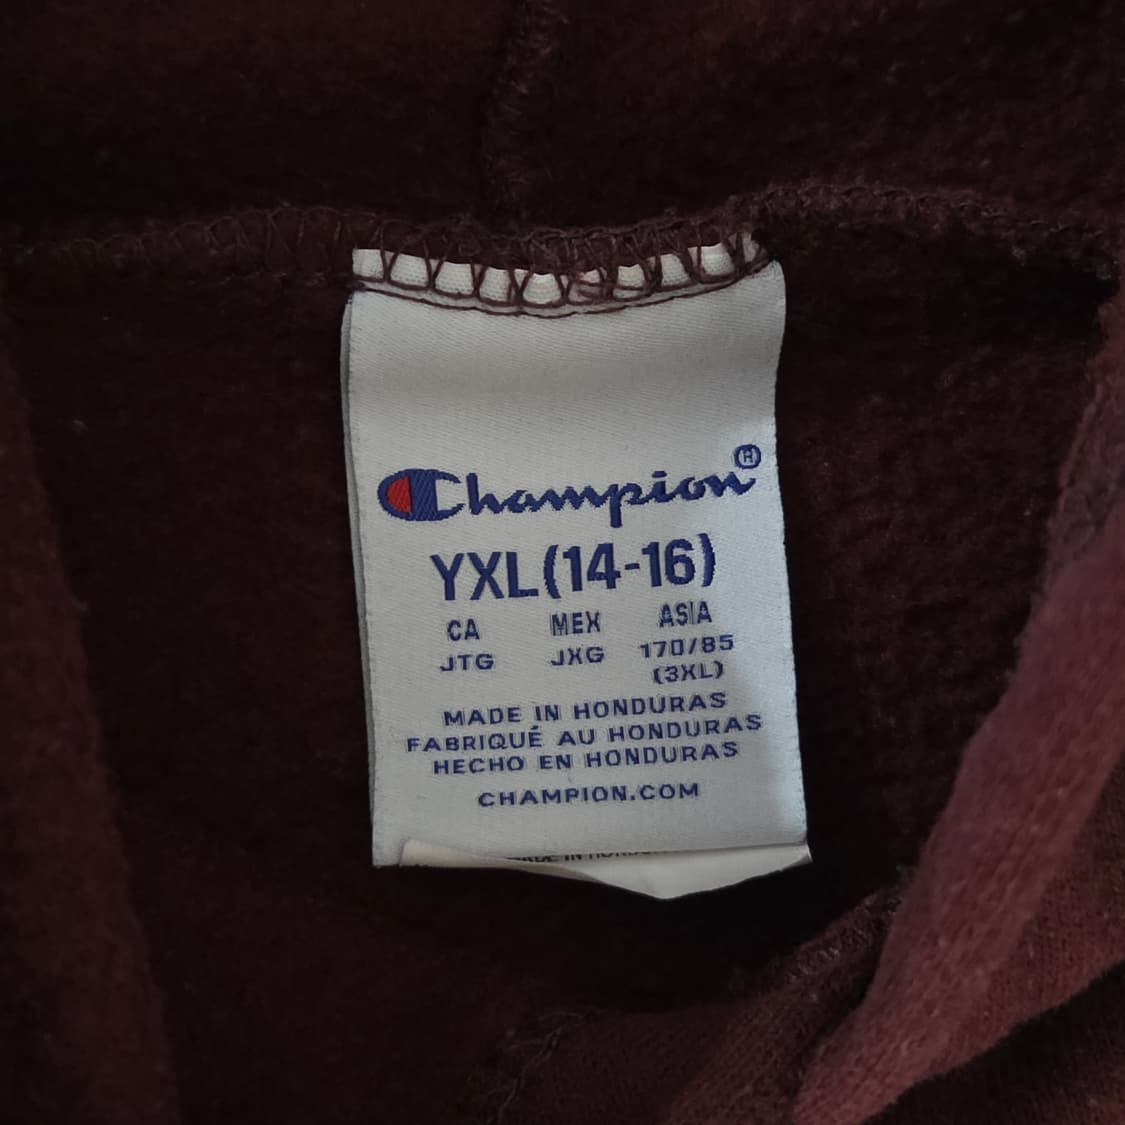 Champion®
YXL(14-16)
CA MEX ASIA
JTG JXG 170/85
(3XL)
MADE IN HONDURAS
FABRIQUÉ AU HONDURAS
HECHO EN HONDURAS
CHAMPION.COM